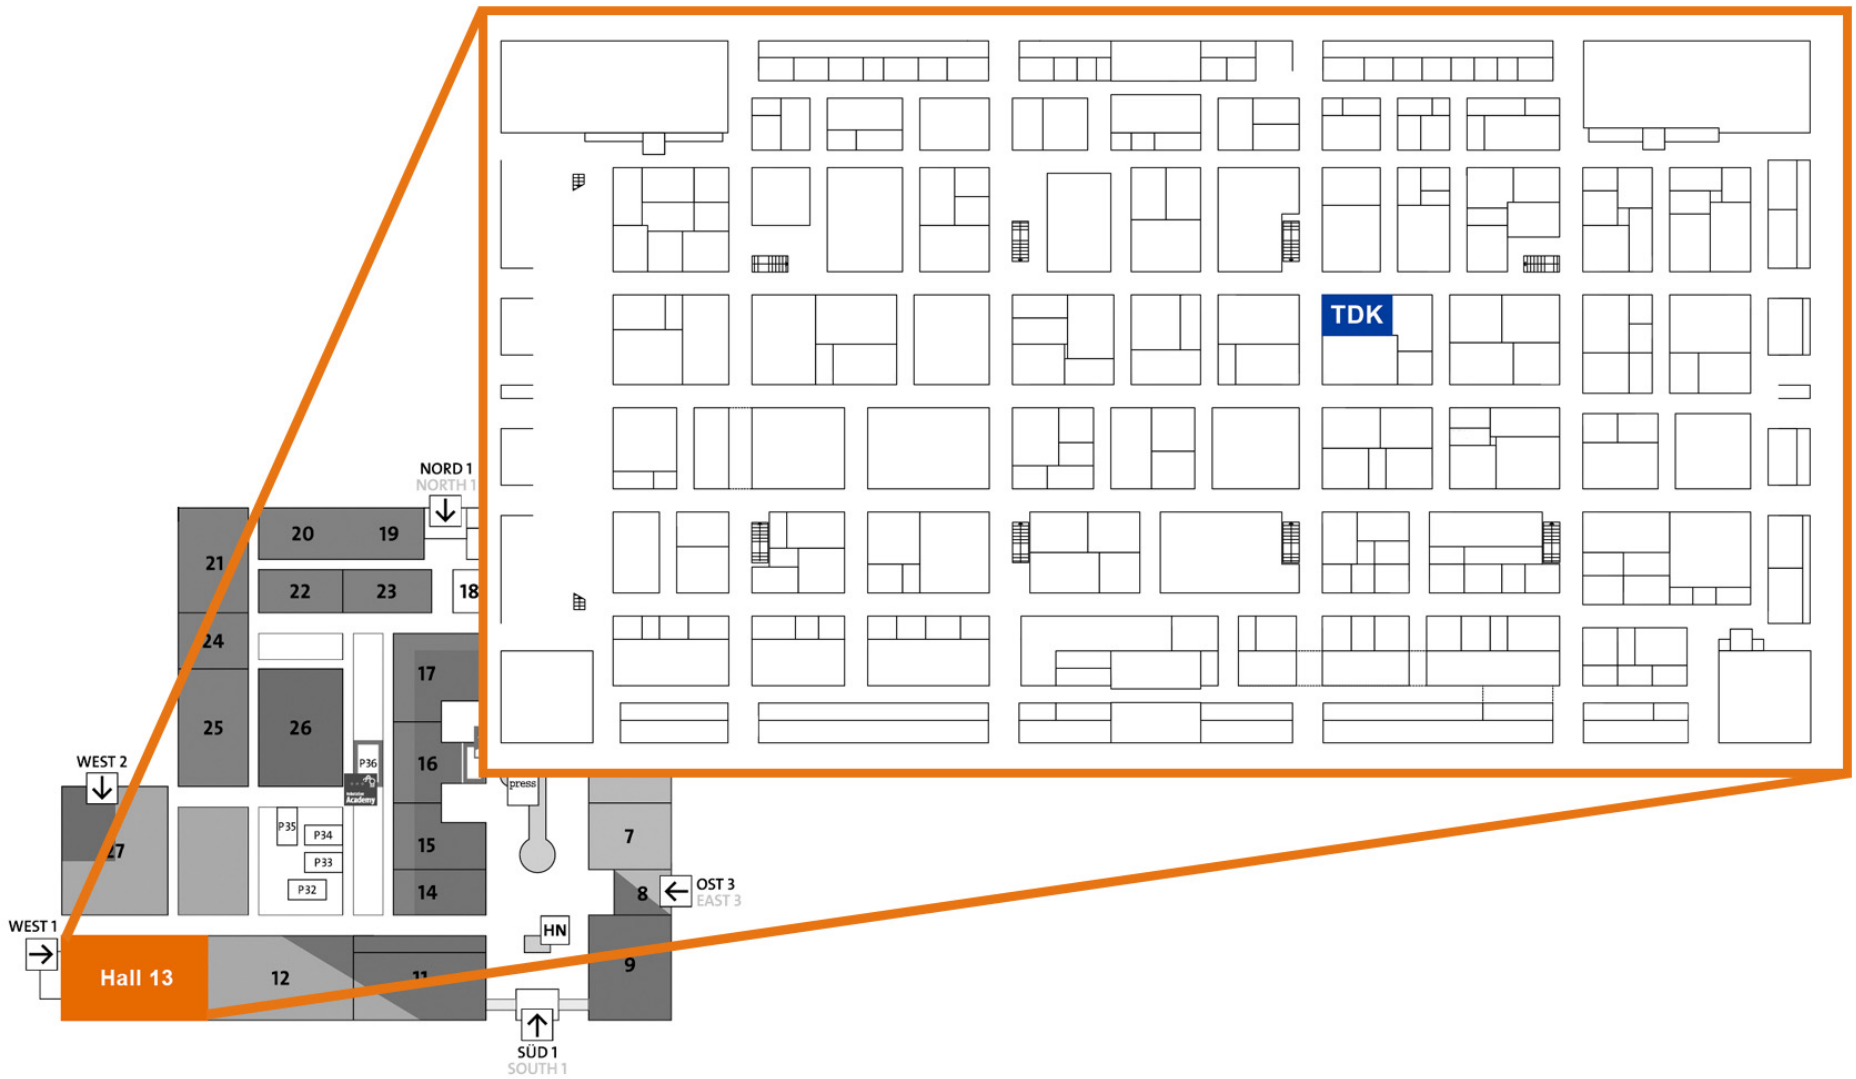 TDK
NORD 1
NORTH 1
20
19
21
22
23
18
24
17
25
26
16
P36
Academy
press
WEST 2
27
P35
P34
P33
P32
15
14
7
8
OST 3
EAST 3
WEST 1
HN
Hall 13
12
11
9
SÜD 1
SOUTH 1